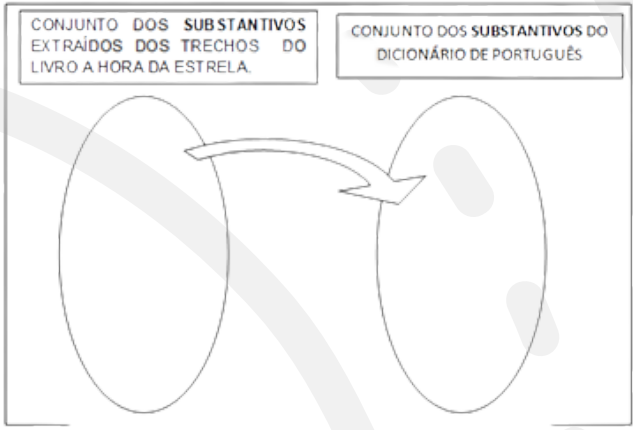 CONJUNTO DOS SUBSTANTIVOS
EXTRAÍDOS DOS TRECHOS DO
LIVRO A HORA DA ESTRELA.
CONJUNTO DOS SUBSTANTIVOS DO
DICIONÁRIO DE PORTUGUÊS